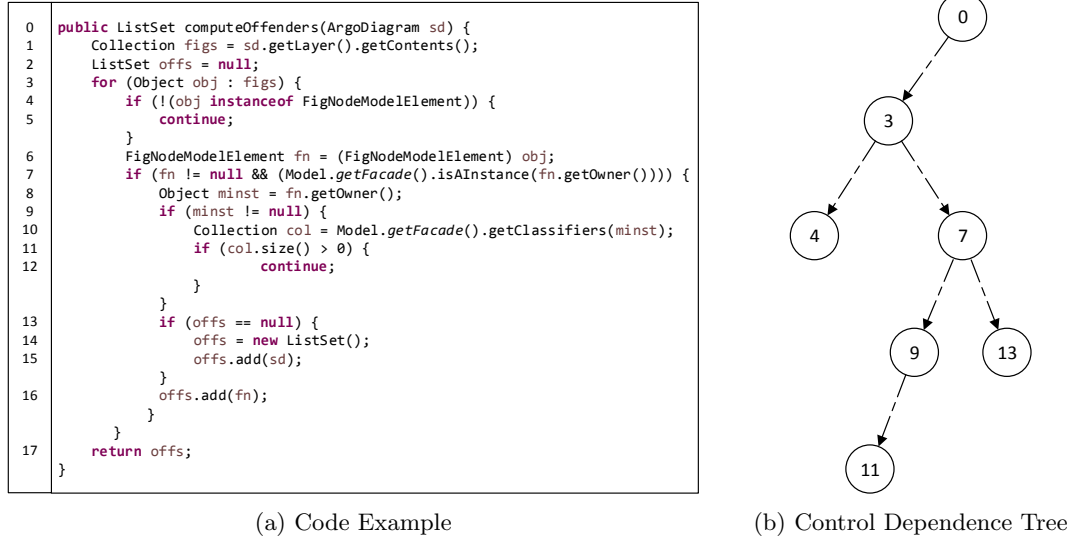 0 public ListSet computeOffenders(ArgoDiagram sd) {
1 Collection figs = sd.getLayer().getContents();
2 ListSet offs = null;
3 for (Object obj : figs) {
4 if (!(obj instanceof FigNodeModelElement)) {
5 continue;
}
6 FigNodeModelElement fn = (FigNodeModelElement) obj;
7 if (fn != null && (Model.getFacade().isAInstance(fn.getOwner()))) {
8 Object minst = fn.getOwner();
9 if (minst != null) {
10 Collection col = Model.getFacade().getClassifiers(minst);
11 if (col.size() > 0) {
12 continue;
}
}
13 if (offs == null) {
14 offs = new ListSet();
15 offs.add(sd);
}
16 offs.add(fn);
}
}
17 return offs;
}
(a) Code Example
0
3
4
7
9
13
11
(b) Control Dependence Tree